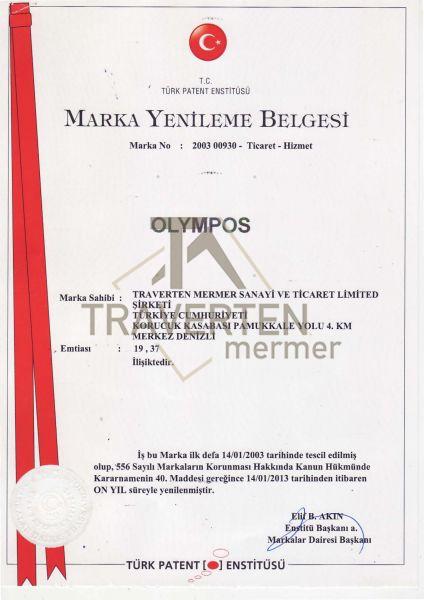 T.C.
TÜRK PATENT ENSTİTÜSÜ
MARKA YENİLEME BELGESİ
Marka No : 2003 00930 - Ticaret - Hizmet
OLYMPOS
Marka Sahibi : TRAVERTEN MERMER SANAYİ VE TİCARET LİMİTED
ŞİRKETİ
TÜRKİYE CUMHURİYETİ
KORUCUK KASABASI PAMUKKALE YOLU 4. KM
MERKEZ DENİZLİ
TRAVERTEN
mermer
Emtiası : 19 , 37
İlişiktedir.
İş bu Marka ilk defa 14/01/2003 tarihinde tescil edilmiş
olup, 556 Sayılı Markaların Korunması Hakkında Kanun Hükmünde
Kararnamenin 40. Maddesi gereğince 14/01/2013 tarihinden itibaren
ON YIL süreyle yenilenmiştir.
Elif B. AKIN
Enstitü Başkanı a.
Markalar Dairesi Başkanı
TÜRK PATENT ENSTİTÜSÜ